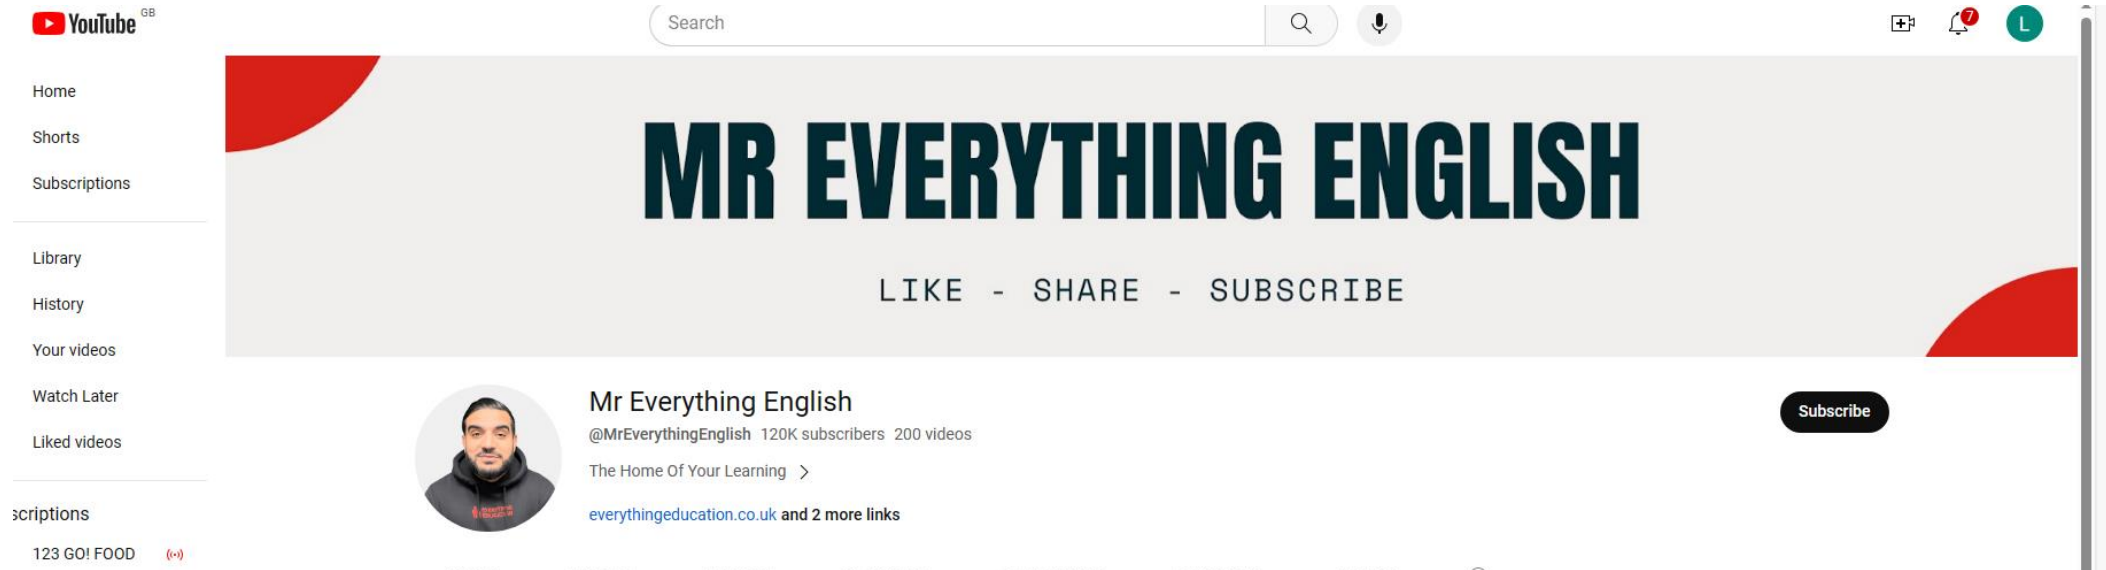 YouTube GB
Search
7
L
Home
Shorts
Subscriptions
Library
History
Your videos
Watch Later
Liked videos
scriptions
123 GO! FOOD
MR EVERYTHING ENGLISH
LIKE - SHARE - SUBSCRIBE
Mr Everything English
@MrEverythingEnglish 120K subscribers 200 videos
The Home Of Your Learning
everythingeducation.co.uk and 2 more links
Subscribe